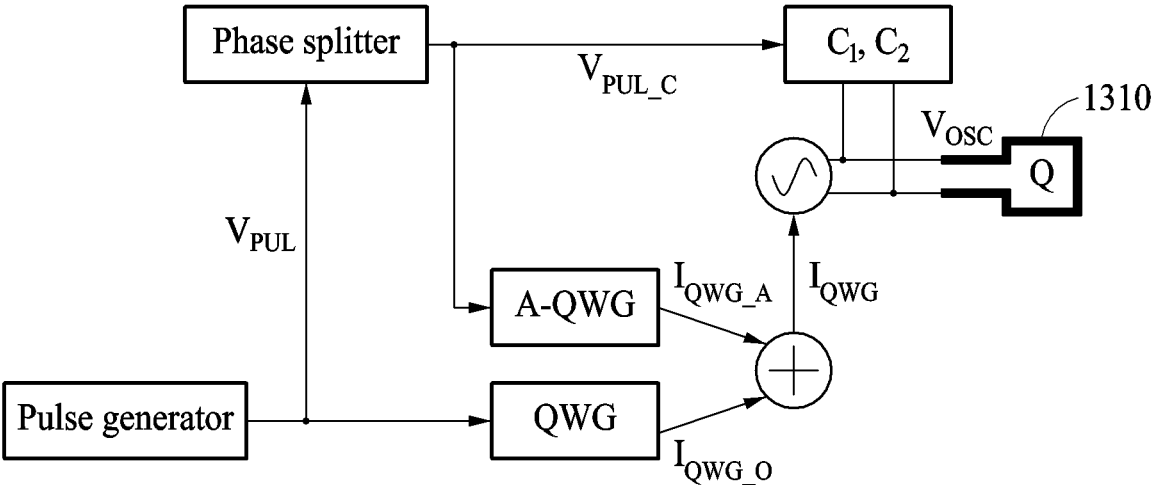 Phase splitter
C1, C2
VPUL_C
1310
VOSC
Q
VPUL
A-QWG
IQWG_A
IQWG
Pulse generator
QWG
IQWG_O